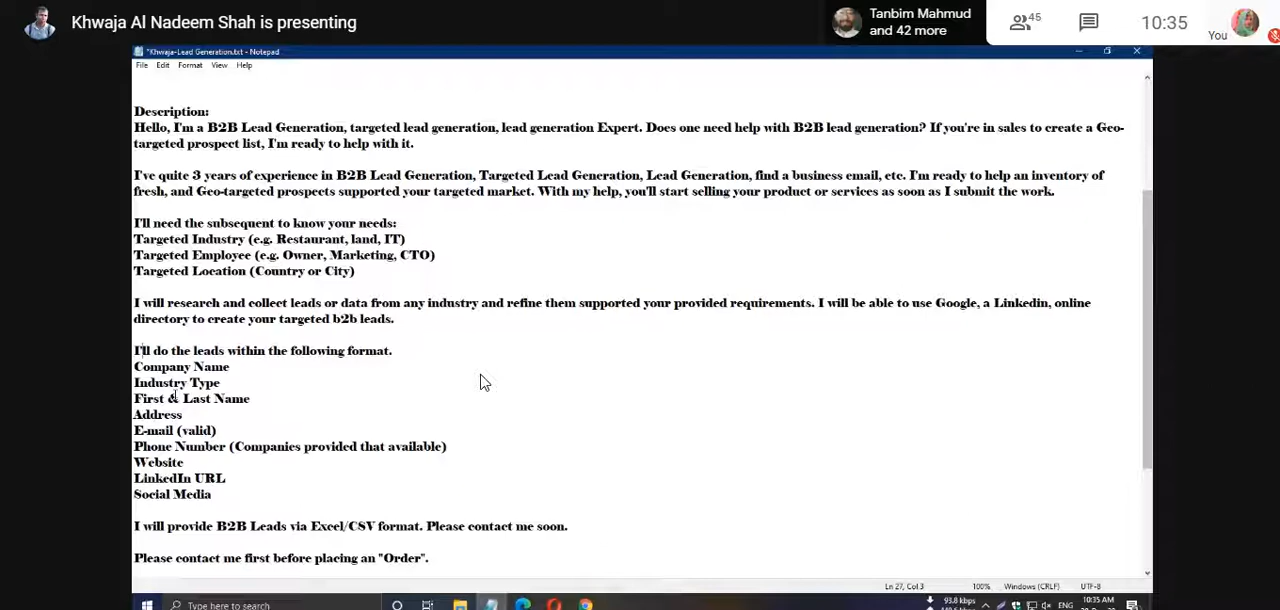 Khwaja Al Nadeem Shah is presenting
Tanbim Mahmud
and 42 more
45
10:35
You
*Khwaja-Lead Generation.txt - Notepad
File Edit Format View Help
Description:
Hello, I'm a B2B Lead Generation, targeted lead generation, lead generation Expert. Does one need help with B2B lead generation? If you're in sales to create a Geo-
targeted prospect list, I'm ready to help with it.
I've quite 3 years of experience in B2B Lead Generation, Targeted Lead Generation, Lead Generation, find a business email, etc. I'm ready to help an inventory of
fresh, and Geo-targeted prospects supported your targeted market. With my help, you'll start selling your product or services as soon as I submit the work.
I'll need the subsequent to know your needs:
Targeted Industry (e.g. Restaurant, land, IT)
Targeted Employee (e.g. Owner, Marketing, CTO)
Targeted Location (Country or City)
I will research and collect leads or data from any industry and refine them supported your provided requirements. I will be able to use Google, a Linkedin, online
directory to create your targeted b2b leads.
I'll do the leads within the following format.
Company Name
Industry Type
First & Last Name
Address
E-mail (valid)
Phone Number (Companies provided that available)
Website
LinkedIn URL
Social Media
I will provide B2B Leads via Excel/CSV format. Please contact me soon.
Please contact me first before placing an "Order".
Ln 27, Col 3 100% Windows (CRLF) UTF-8
Type here to search
93.8 kbps
ENG
10:35 AM